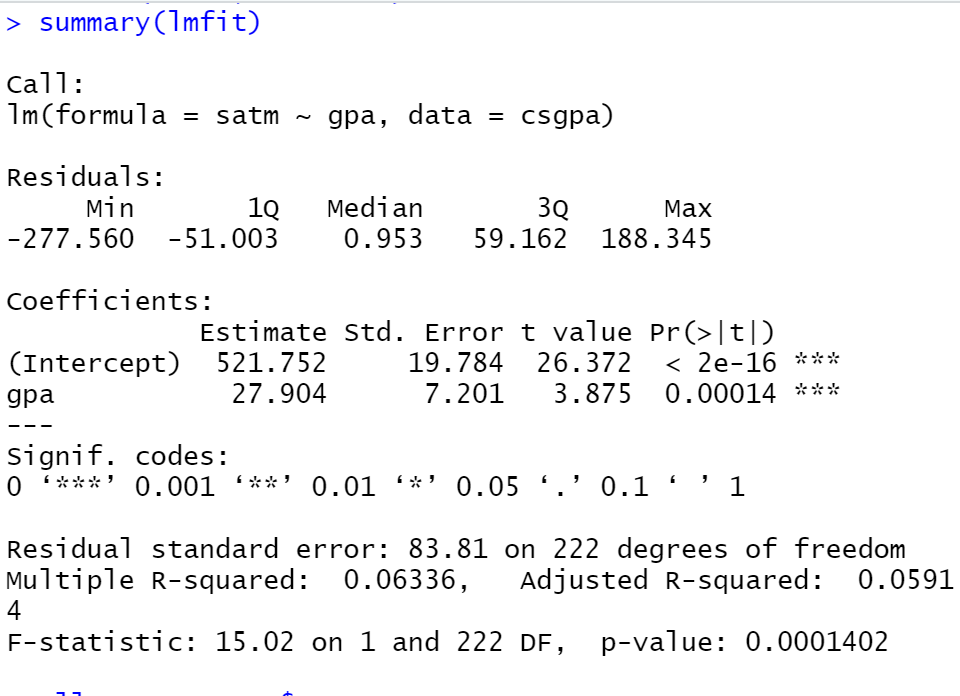 > summary(lmfit)
Call:
lm(formula = satm ~ gpa, data = csgpa)
Residuals:
     Min       1Q   Median       3Q      Max
-277.560  -51.003    0.953   59.162  188.345
Coefficients:
            Estimate Std. Error t value Pr(>|t|)
(Intercept)  521.752     19.784  26.372  < 2e-16 ***
gpa           27.904      7.201   3.875  0.00014 ***
---
Signif. codes:
0 ‘***’ 0.001 ‘**’ 0.01 ‘*’ 0.05 ‘.’ 0.1 ‘ ’ 1
Residual standard error: 83.81 on 222 degrees of freedom
Multiple R-squared:  0.06336,   Adjusted R-squared:  0.0591
4
F-statistic: 15.02 on 1 and 222 DF,  p-value: 0.0001402